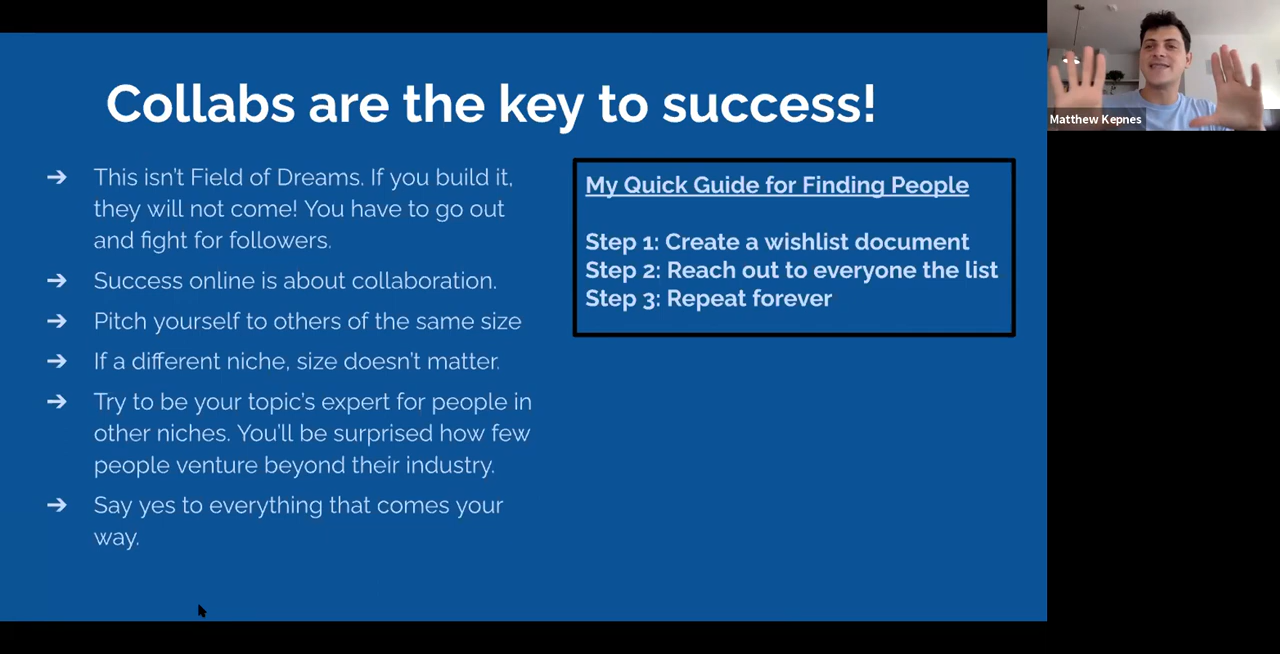 Collabs are the key to success!
➔ This isn't Field of Dreams. If you build it,
they will not come! You have to go out
and fight for followers.
➔ Success online is about collaboration.
➔ Pitch yourself to others of the same size
➔ If a different niche, size doesn't matter.
➔ Try to be your topic's expert for people in
other niches. You'll be surprised how few
people venture beyond their industry.
➔ Say yes to everything that comes your
way.
My Quick Guide for Finding People
Step 1: Create a wishlist document
Step 2: Reach out to everyone the list
Step 3: Repeat forever
Matthew Kepnes